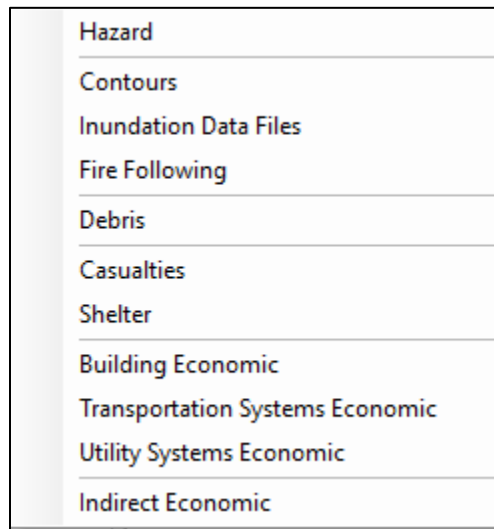 Hazard
Contours
Inundation Data Files
Fire Following
Debris
Casualties
Shelter
Building Economic
Transportation Systems Economic
Utility Systems Economic
Indirect Economic